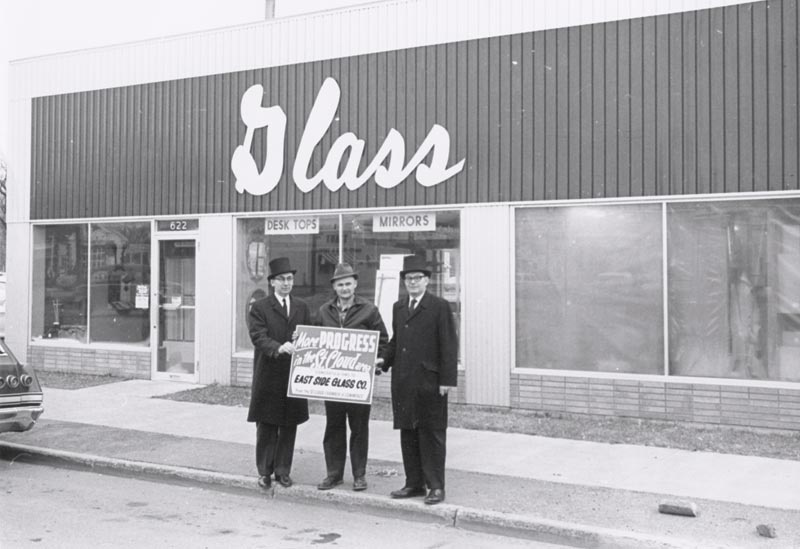 Glass
622
DESK TOPS
MIRRORS
More PROGRESS
in the St. Cloud area
EAST SIDE GLASS CO.